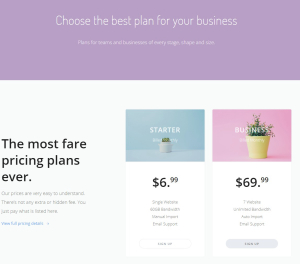 Choose the best plan for your business
Plans for teams and businesses of every stage, shape and size.
The most fare
pricing plans
ever.
Our prices are very easy to understand.
There's not any extra or hidden fee. You
just pay what is listed here.
View full pricing details
STARTER
$6.99
Single Website
Bandwidth
Manual Import
Email Support
SIGN UP
BUSINESS
$69.99
Website
Unlimited Bandwidth
Auto Import
Email Support
SIGN UP